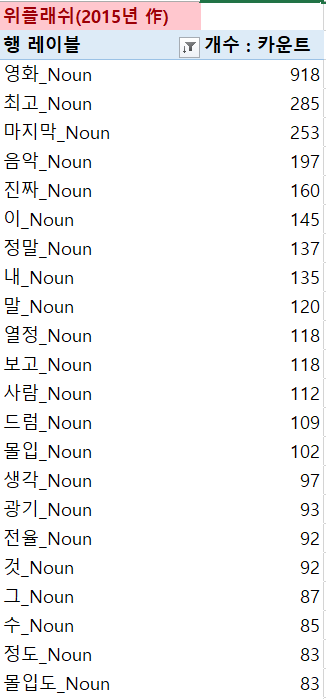 위플래쉬(2015년 作)
행 레이블 개수 : 카운트
영화_Noun 918
최고_Noun 285
마지막_Noun 253
음악_Noun 197
진짜_Noun 160
이_Noun 145
정말_Noun 137
내_Noun 135
말_Noun 120
열정_Noun 118
보고_Noun 118
사람_Noun 112
드럼_Noun 109
몰입_Noun 102
생각_Noun 97
광기_Noun 93
전율_Noun 92
것_Noun 92
그_Noun 87
수_Noun 85
정도_Noun 83
몰입도_Noun 83